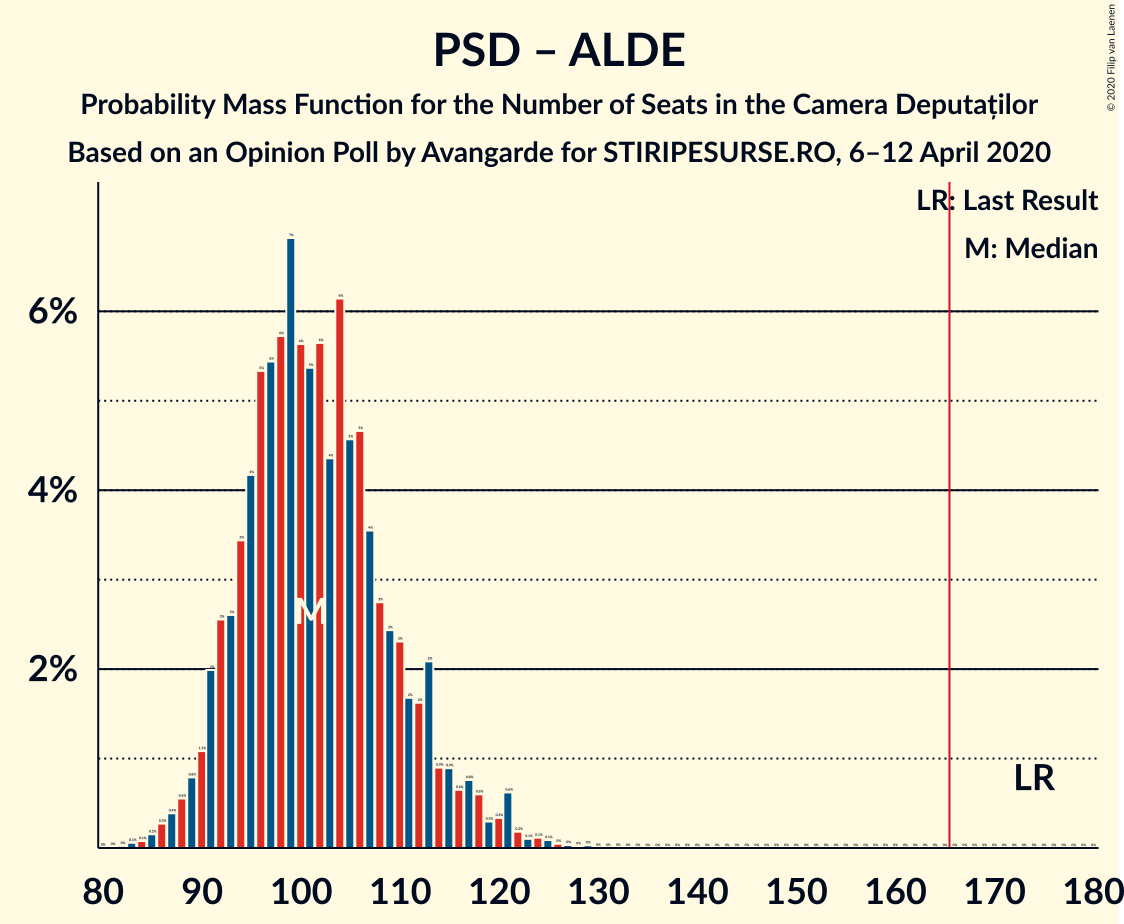 PSD – ALDE
Probability Mass Function for the Number of Seats in the Camera Deputaților
Based on an Opinion Poll by Avangarde for STIRIPESURSE.RO, 6–12 April 2020
© 2020 Filip van Laenen
LR: Last Result
M: Median
6%
4%
2%
M
LR
80 90 100 110 120 130 140 150 160 170 180